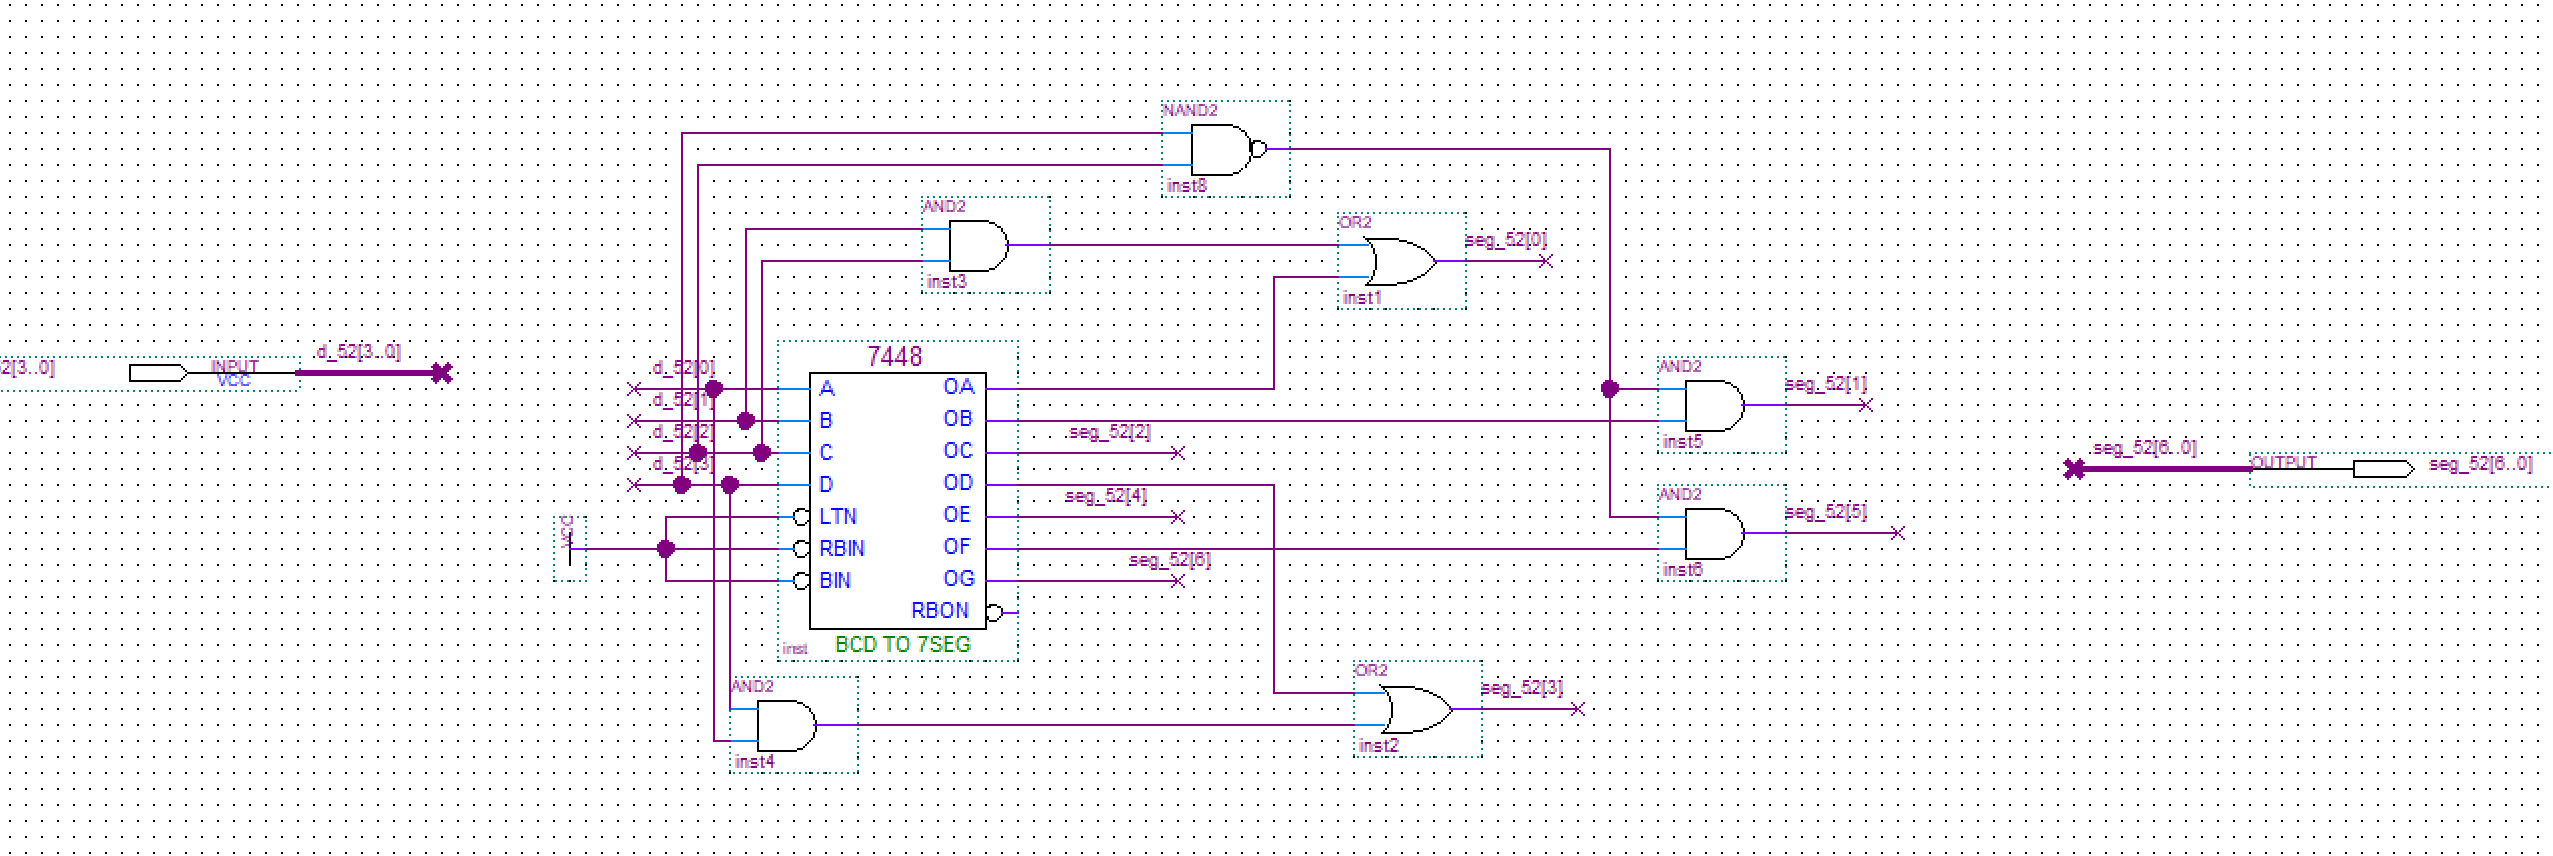 NAND2
inst8
AND2
inst3
OR2
seg_52[0]
inst1
2[3..0]
INPUT
VCC
d_52[3..0]
7448
d_52[0]
A
OA
d_52[1]
B
OB
d_52[2]
C
OC
seg_52[2]
d_52[3]
D
OD
VCC
LTN
OE
seg_52[4]
RBIN
OF
BIN
OG
seg_52[6]
RBON
inst
BCD TO 7SEG
AND2
seg_52[1]
inst5
AND2
seg_52[5]
inst6
seg_52[6..0]
OUTPUT
seg_52[6..0]
AND2
inst4
OR2
seg_52[3]
inst2